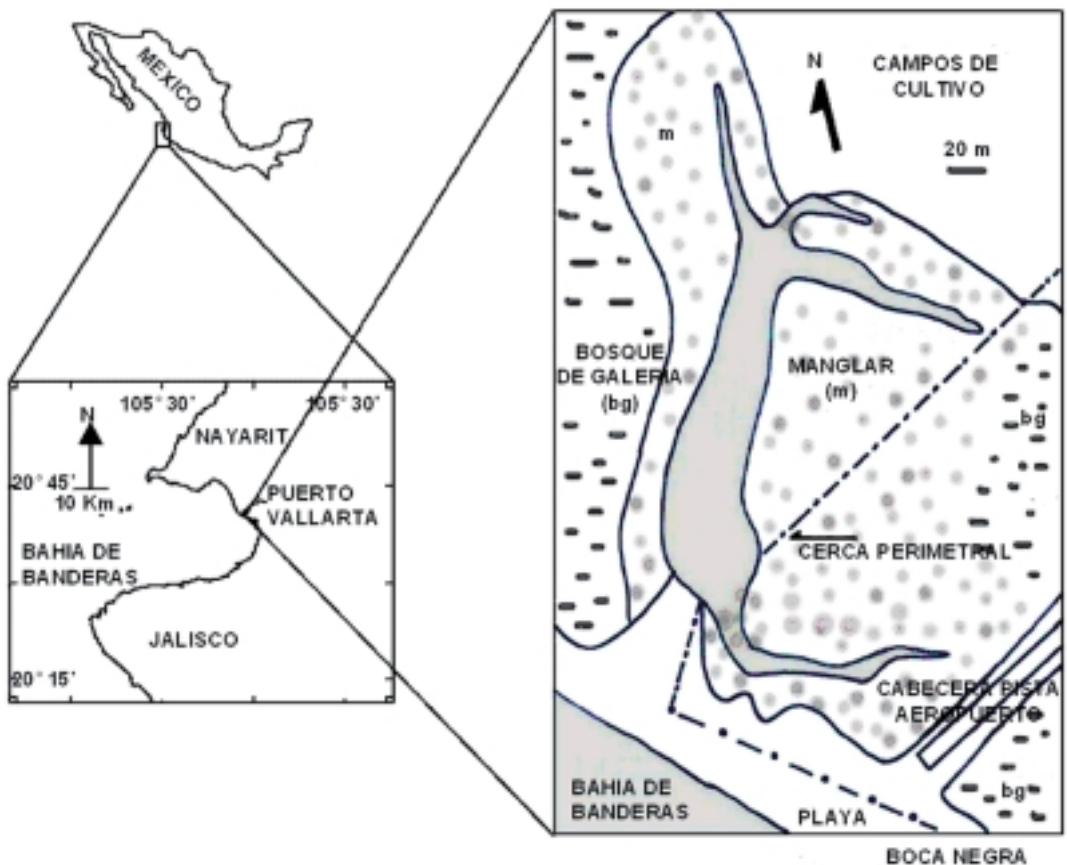 MEXICO
N
CAMPOS DE
CULTIVO
m
20 m
BOSQUE
DE GALERIA
(bg)
MANGLAR
(m)
bg
CERCA PERIMETRAL
CABECERA PISTA
AEROPUERTO
bg
BAHIA DE
BANDERAS
PLAYA
BOCA NEGRA
105°30'
105°30'
N
NAYARIT
20°45'
10 Km
PUERTO
VALLARTA
BAHIA DE
BANDERAS
JALISCO
20°15'